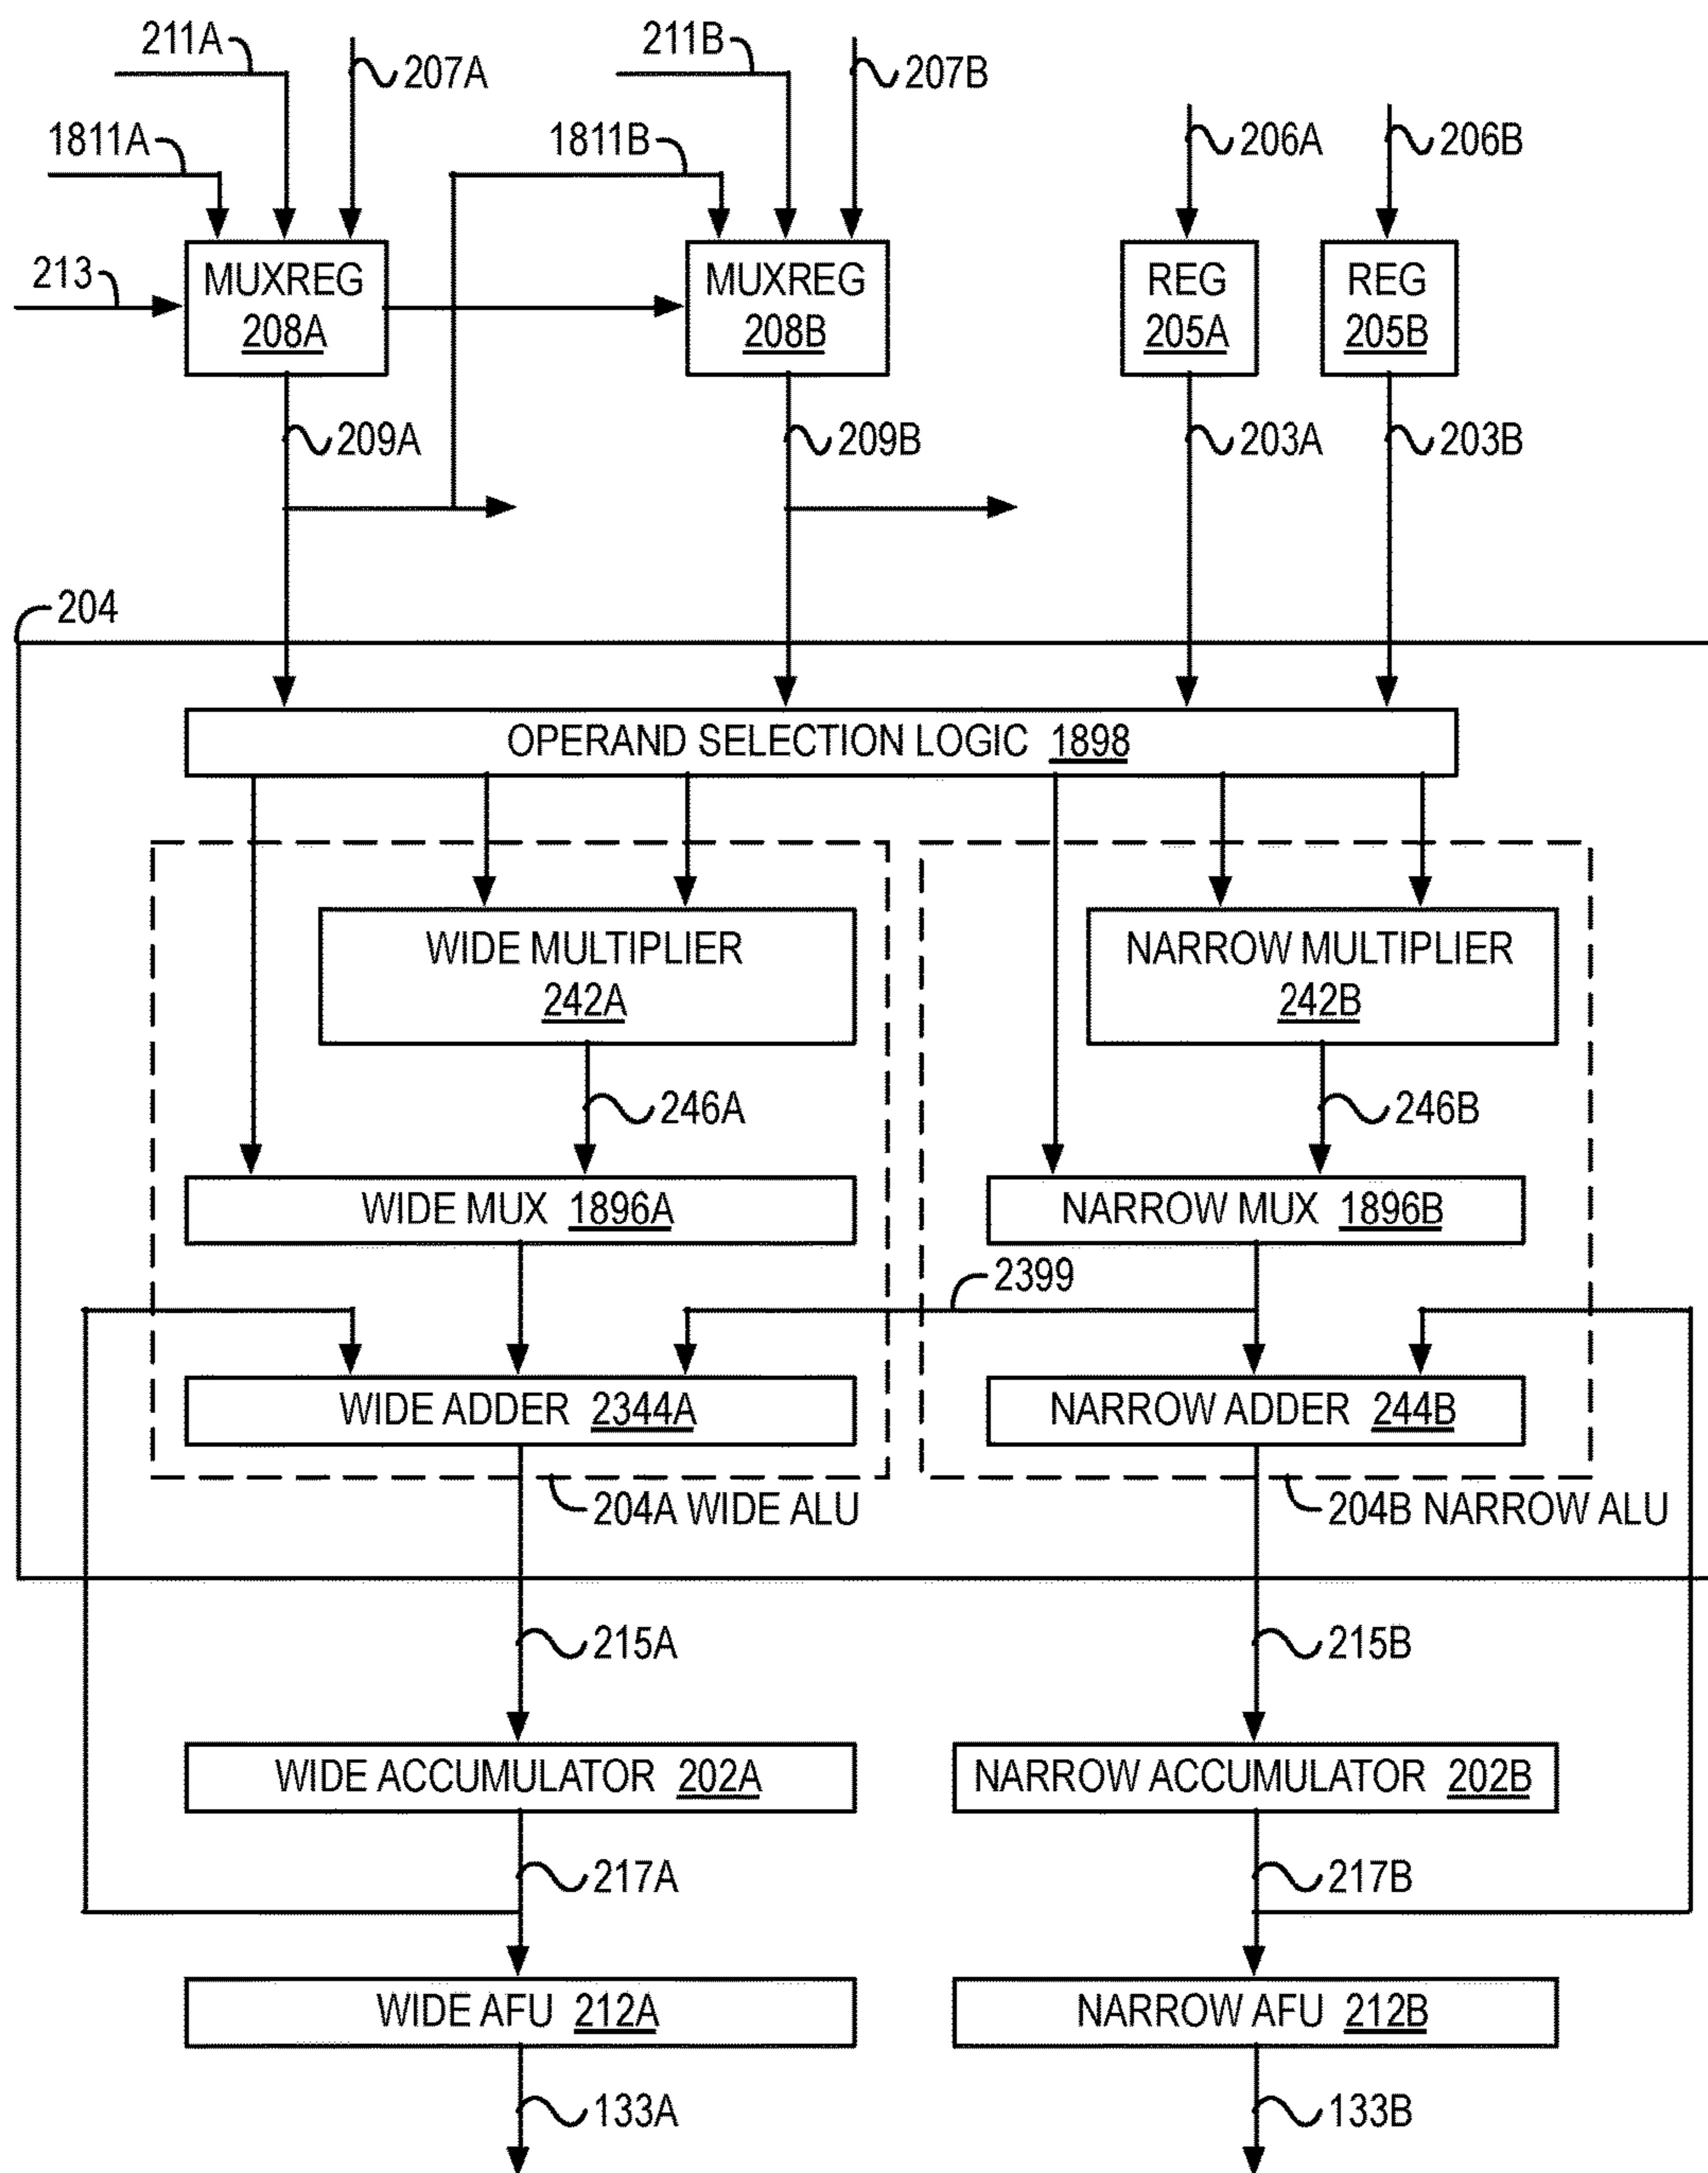 211A
207A
211B
207B
1811A
1811B
206A
206B
213
MUXREG
208A
MUXREG
208B
REG
205A
REG
205B
209A
209B
203A
203B
204
OPERAND SELECTION LOGIC 1898
WIDE MULTIPLIER
242A
NARROW MULTIPLIER
242B
246A
246B
WIDE MUX 1896A
NARROW MUX 1896B
2399
WIDE ADDER 2344A
NARROW ADDER 244B
204A WIDE ALU
204B NARROW ALU
215A
215B
WIDE ACCUMULATOR 202A
NARROW ACCUMULATOR 202B
217A
217B
WIDE AFU 212A
NARROW AFU 212B
133A
133B